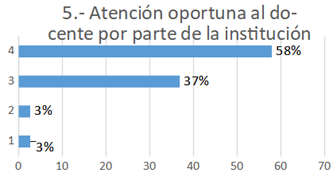 5.- Atención oportuna al do-
cente por parte de la institución
4 58%
3 37%
2 3%
1 3%
0 10 20 30 40 50 60 70